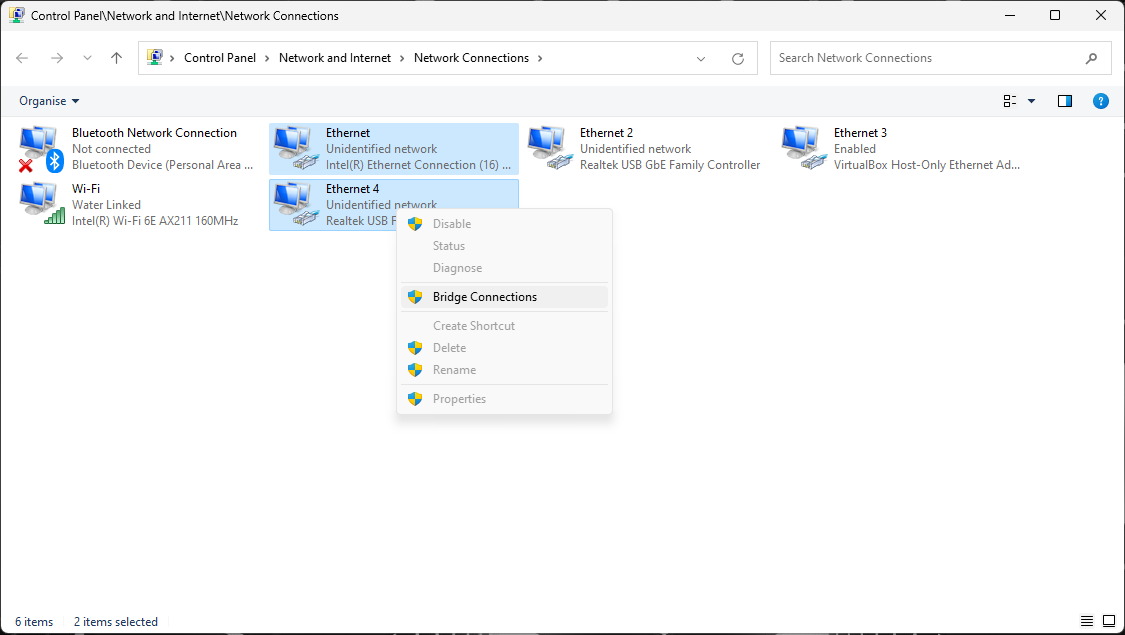 Control Panel\Network and Internet\Network Connections
Control Panel > Network and Internet > Network Connections >
Search Network Connections
Organise
?
Bluetooth Network Connection
Not connected
Bluetooth Device (Personal Area ...
Ethernet
Unidentified network
Intel(R) Ethernet Connection (16) ...
Ethernet 2
Unidentified network
Realtek USB GbE Family Controller
Ethernet 3
Enabled
VirtualBox Host-Only Ethernet Ad...
Wi-Fi
Water Linked
Intel(R) Wi-Fi 6E AX211 160MHz
Ethernet 4
Unidentified network
Realtek USB
Disable
Status
Diagnose
Bridge Connections
Create Shortcut
Delete
Rename
Properties
6 items
2 items selected